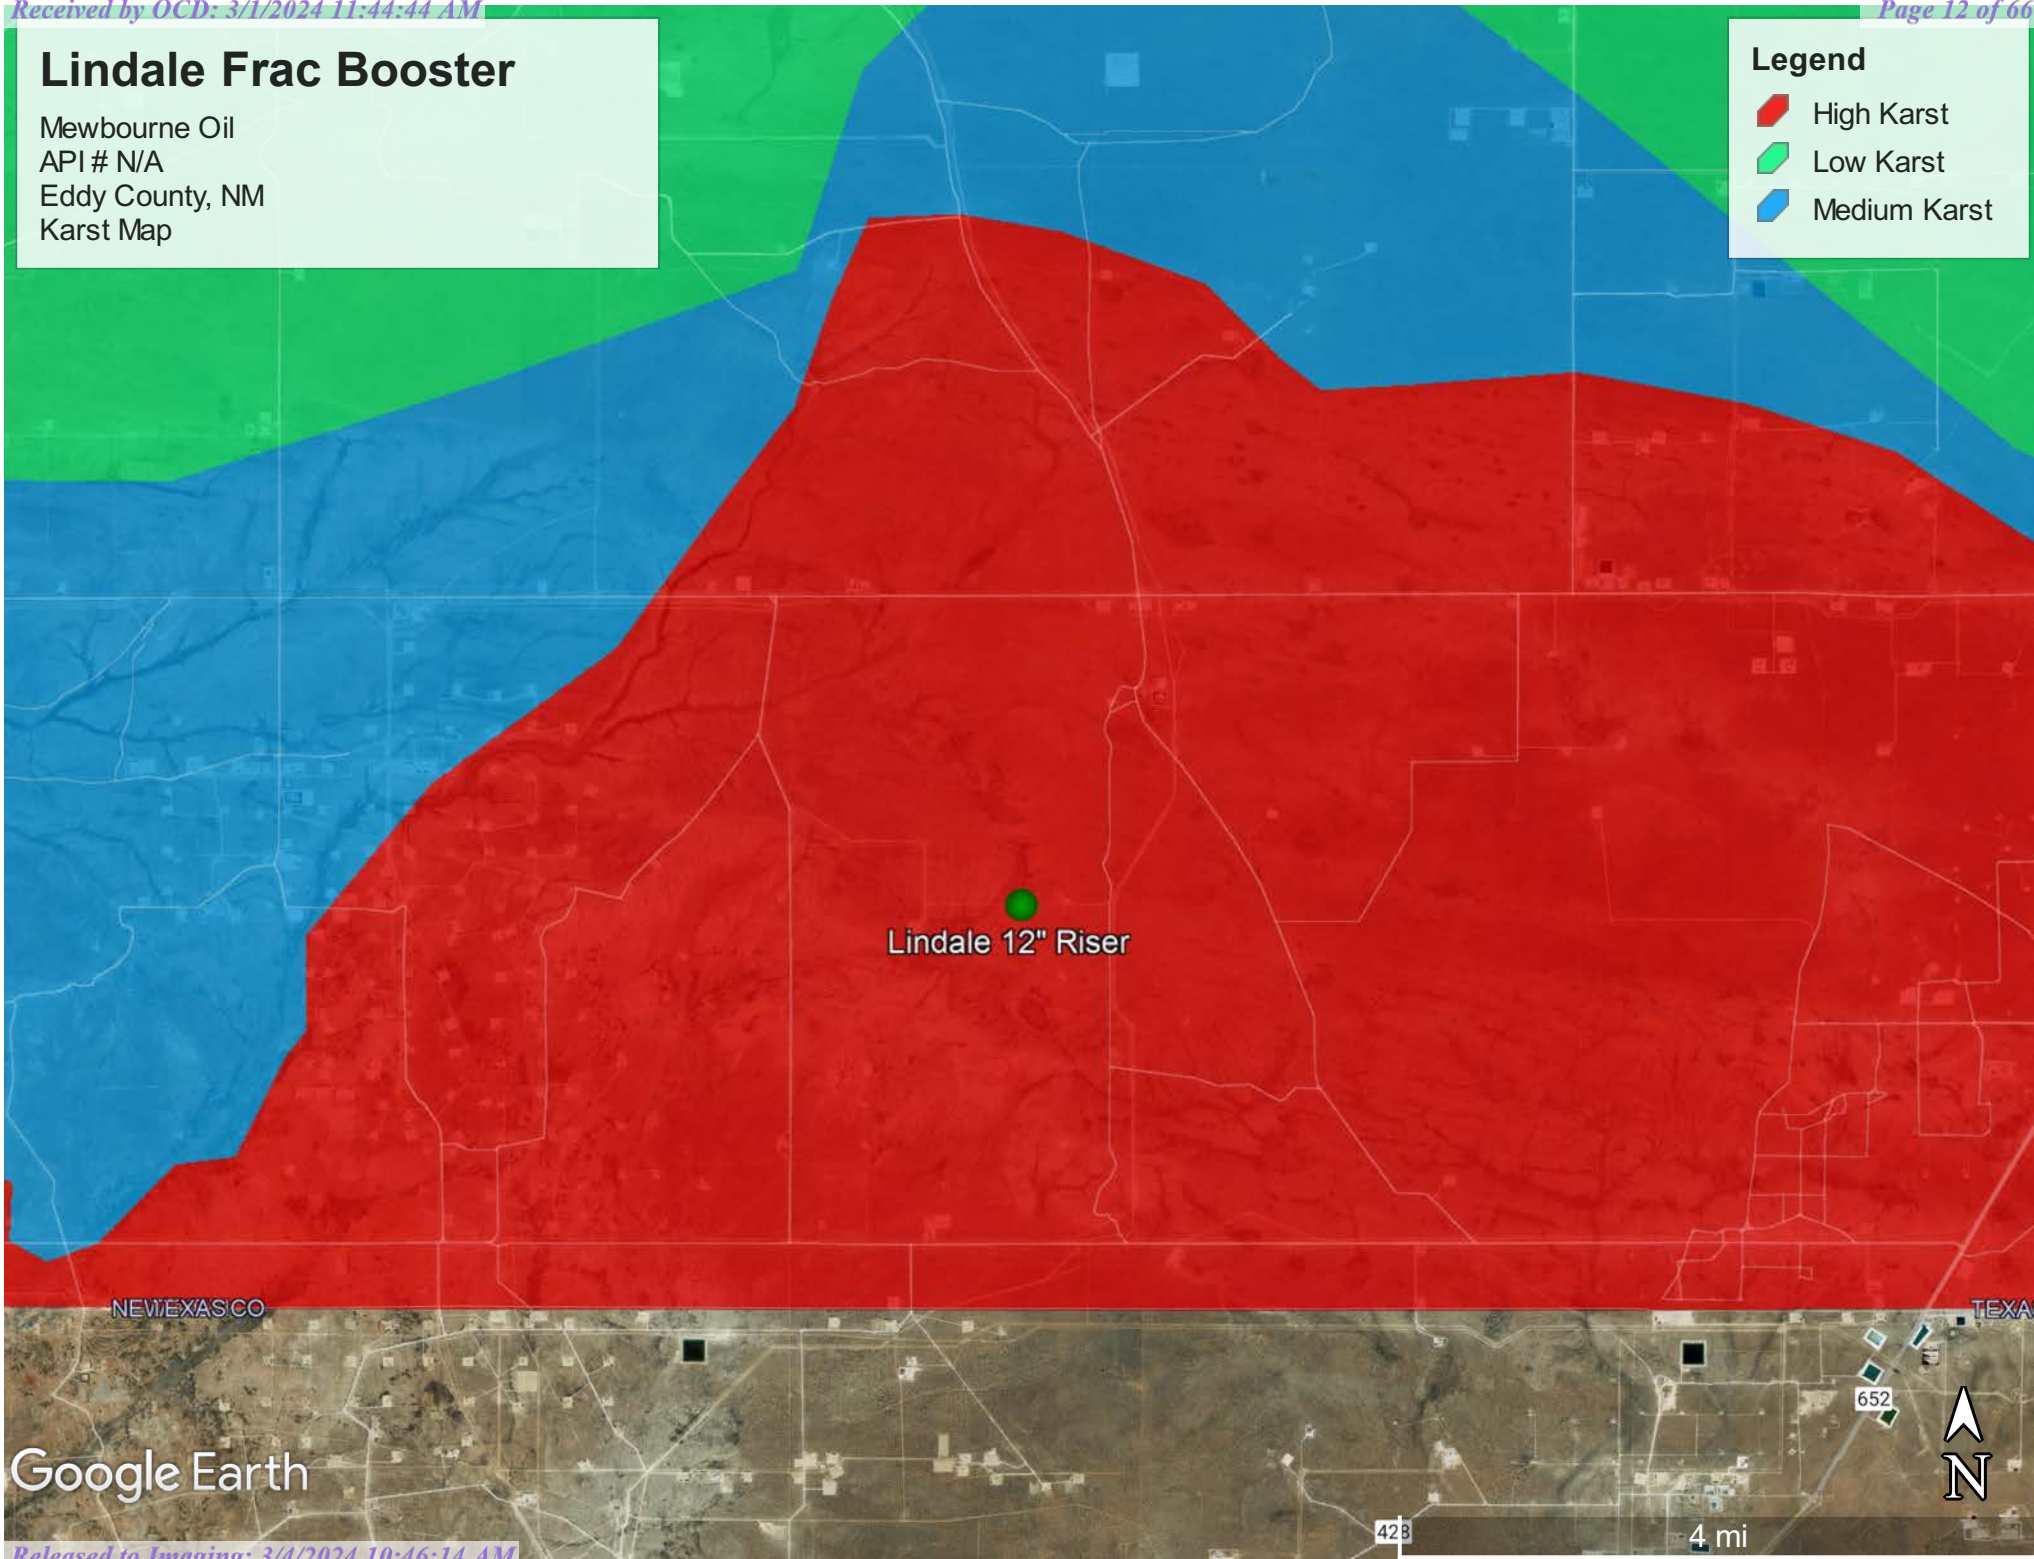 Received by OCD: 3/1/2024 11:44:44 AM
Page 12 of 66
Lindale Frac Booster
Mewbourne Oil
API # N/A
Eddy County, NM
Karst Map
Legend
High Karst
Low Karst
Medium Karst
Lindale 12" Riser
TEXAS
652
Google Earth
N
428
4 mi
Released to Imaging: 3/4/2024 10:46:14 AM